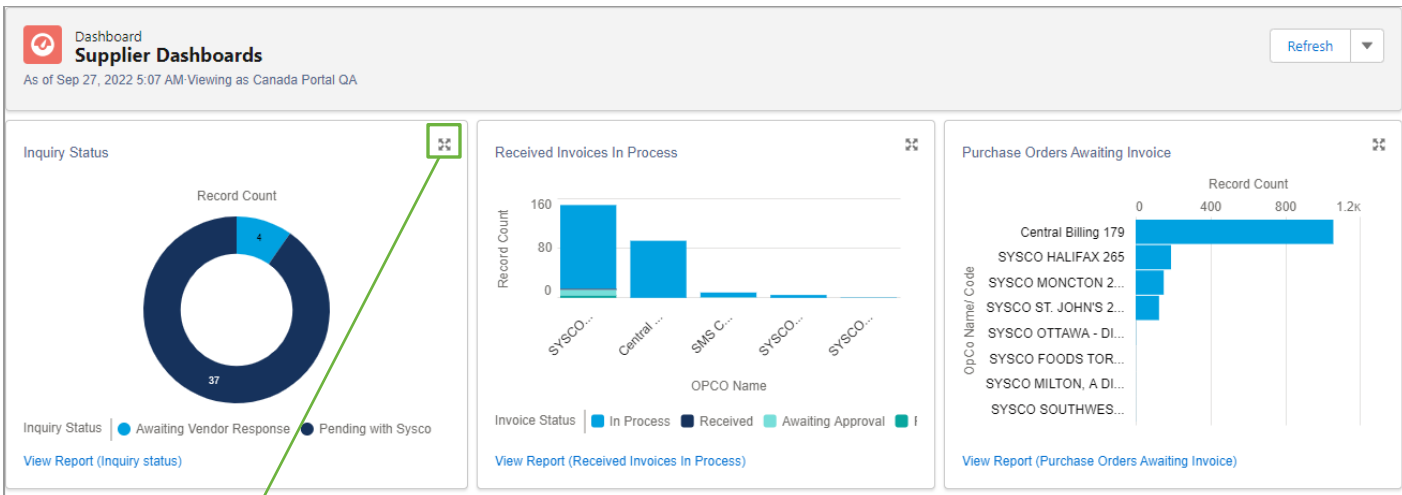 Dashboard
Supplier Dashboards
Refresh
As of Sep 27, 2022 5:07 AM·Viewing as Canada Portal QA
Inquiry Status
Record Count
4
37
Inquiry Status
Awaiting Vendor Response
Pending with Sysco
View Report (Inquiry status)
Received Invoices In Process
Record Count
160
80
0
SYSCO...
Central ...
SMS C...
SYSCO...
SYSCO...
OPCO Name
Invoice Status
In Process
Received
Awaiting Approval
View Report (Received Invoices In Process)
Purchase Orders Awaiting Invoice
Record Count
0 400 800 1.2K
OpCo Name/ Code
Central Billing 179
SYSCO HALIFAX 265
SYSCO MONCTON 2...
SYSCO ST. JOHN'S 2...
SYSCO OTTAWA - DI...
SYSCO FOODS TOR...
SYSCO MILTON, A DI...
SYSCO SOUTHWES...
View Report (Purchase Orders Awaiting Invoice)